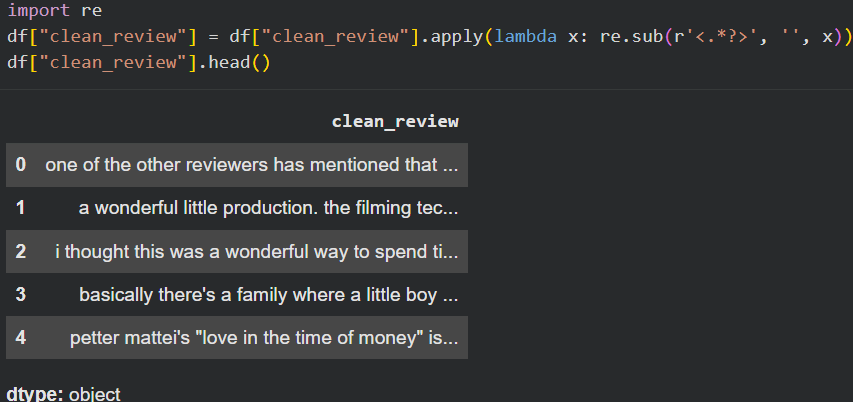 import re
df["clean_review"] = df["clean_review"].apply(lambda x: re.sub(r'<.*?>', '', x))
df["clean_review"].head()
clean_review
0 one of the other reviewers has mentioned that ...
1 a wonderful little production. the filming tec...
2 i thought this was a wonderful way to spend ti...
3 basically there's a family where a little boy ...
4 petter mattei's "love in the time of money" is...
dtype: object